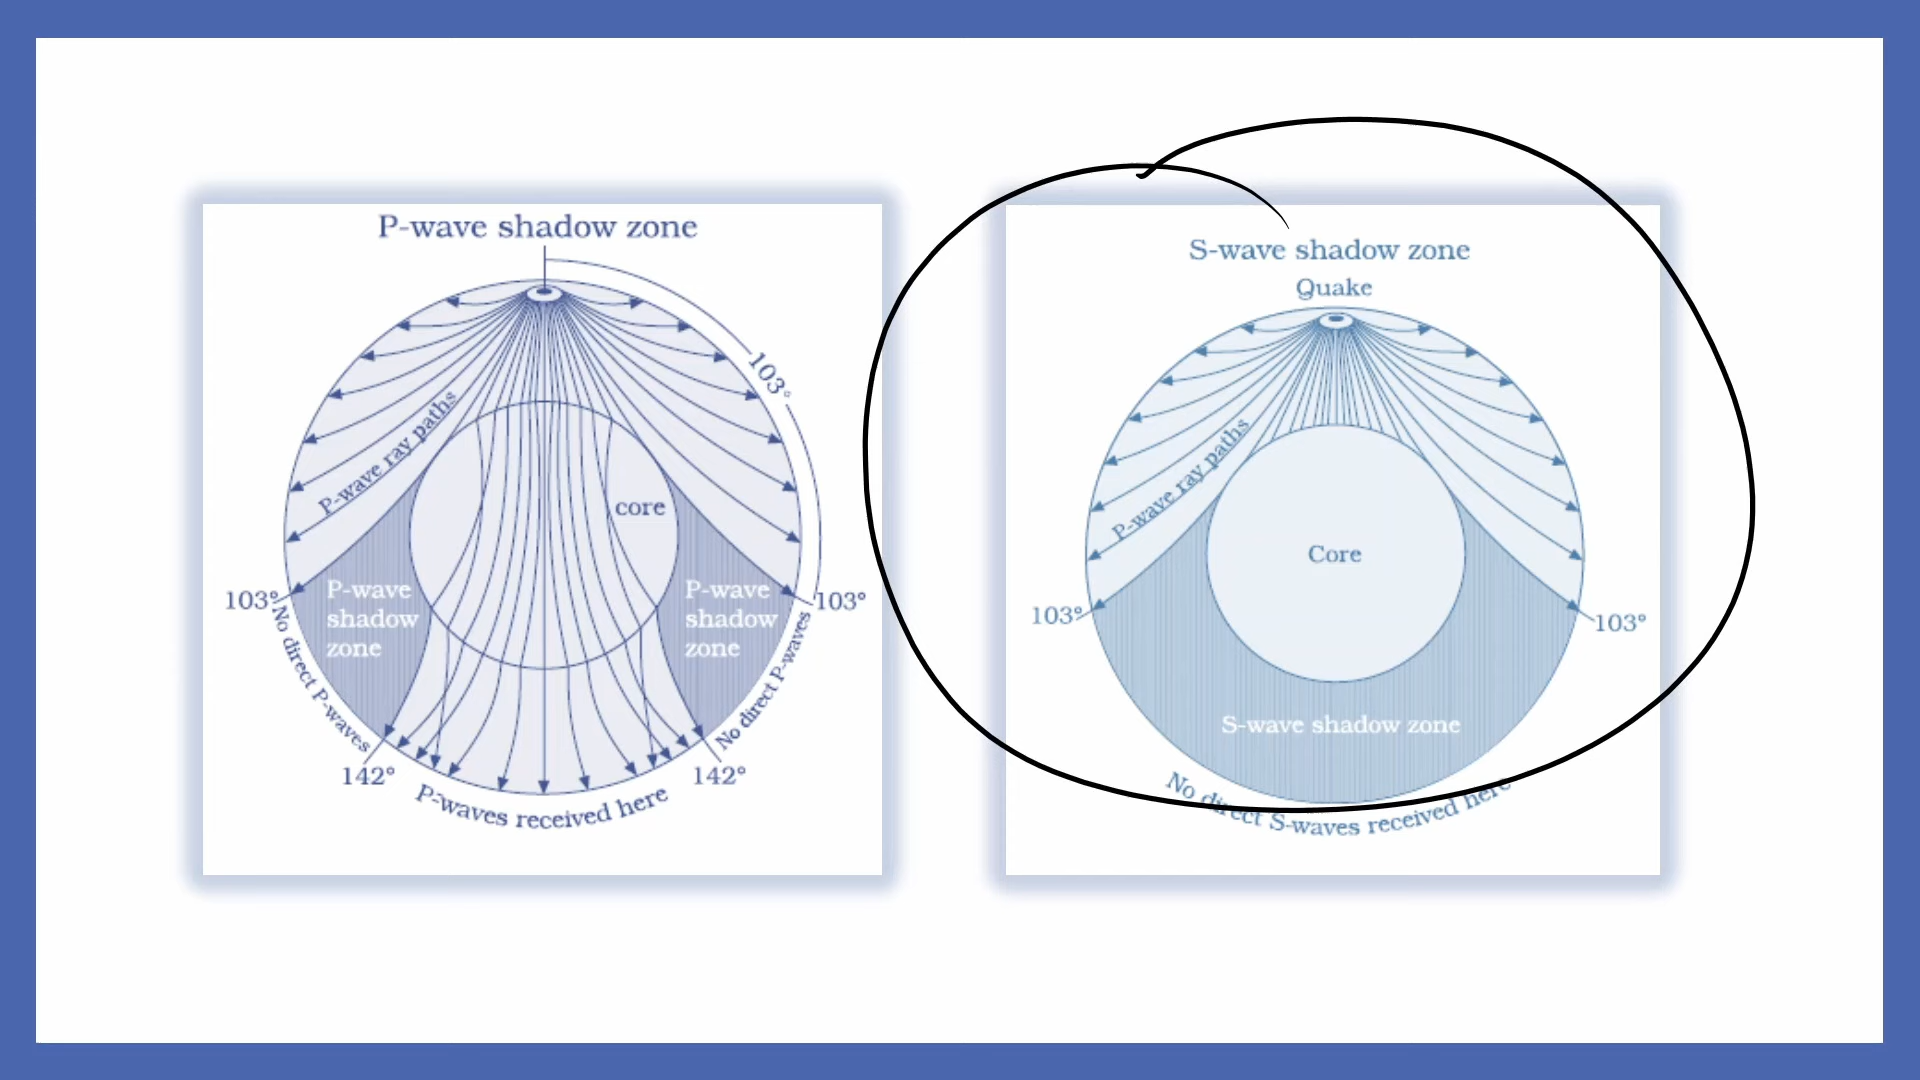 P-wave shadow zone
103°
P-wave ray paths
core
P-wave
shadow
zone
P-wave
shadow
zone
103°
103°
No direct P-waves
No direct P-waves
142°
142°
P-waves received here
S-wave shadow zone
Quake
P-wave ray paths
Core
103°
103°
S-wave shadow zone
No direct S-waves received here